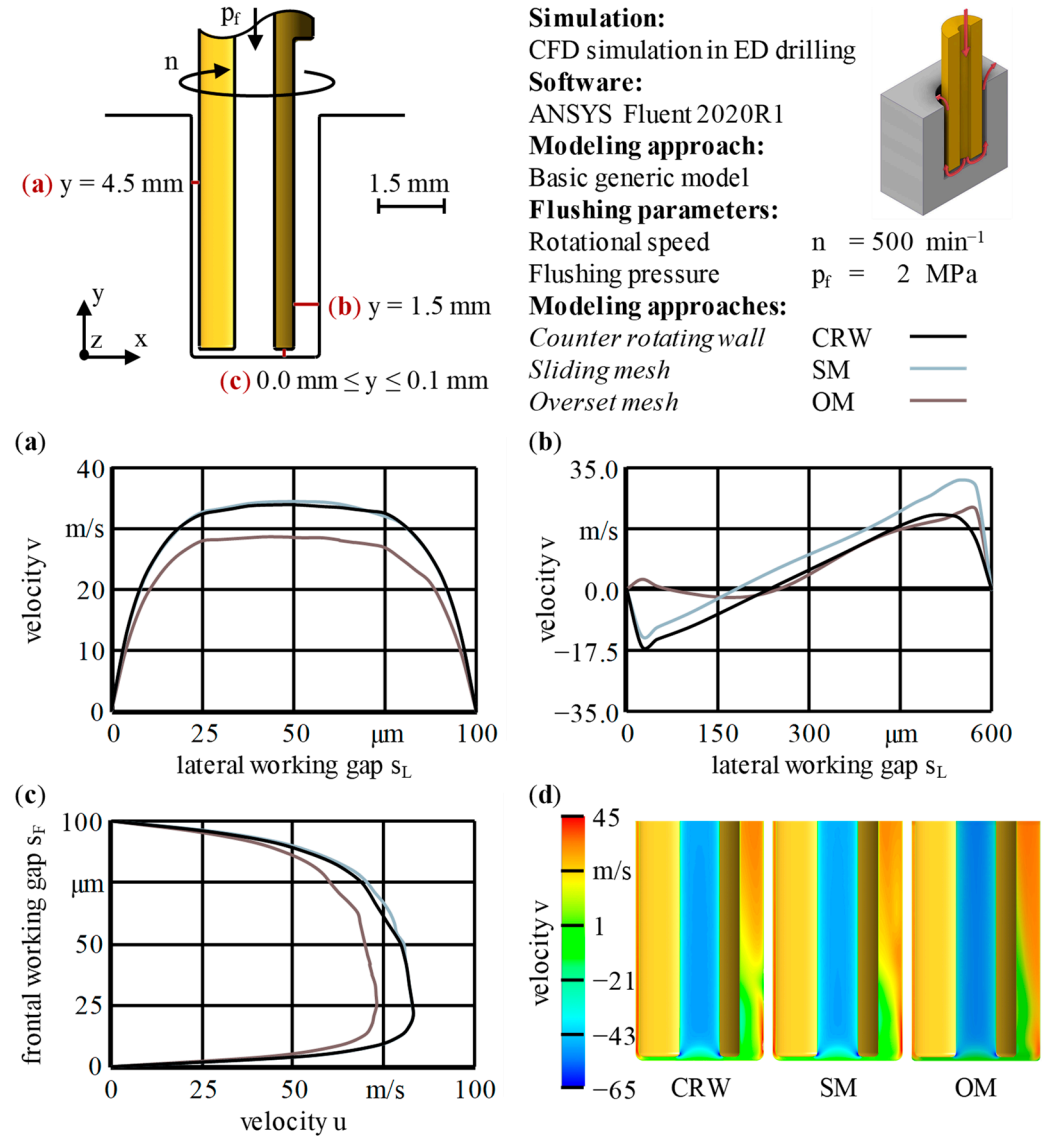 p_f
n
(a) y = 4.5 mm
1.5 mm
(b) y = 1.5 mm
y
z
x
(c) 0.0 mm ≤ y ≤ 0.1 mm
Simulation:
CFD simulation in ED drilling
Software:
ANSYS Fluent 2020R1
Modeling approach:
Basic generic model
Flushing parameters:
Rotational speed n = 500 min⁻¹
Flushing pressure p_f = 2 MPa
Modeling approaches:
Counter rotating wall CRW
Sliding mesh SM
Overset mesh OM
(a)
velocity v
40
m/s
20
10
0
0 25 50 μm 100
lateral working gap s_L
(b)
velocity v
35.0
m/s
0.0
−17.5
−35.0
0 150 300 μm 600
lateral working gap s_L
(c)
frontal working gap s_F
100
μm
50
25
0
0 25 50 m/s 100
velocity u
(d)
velocity v
45
m/s
1
−21
−43
−65
CRW SM OM